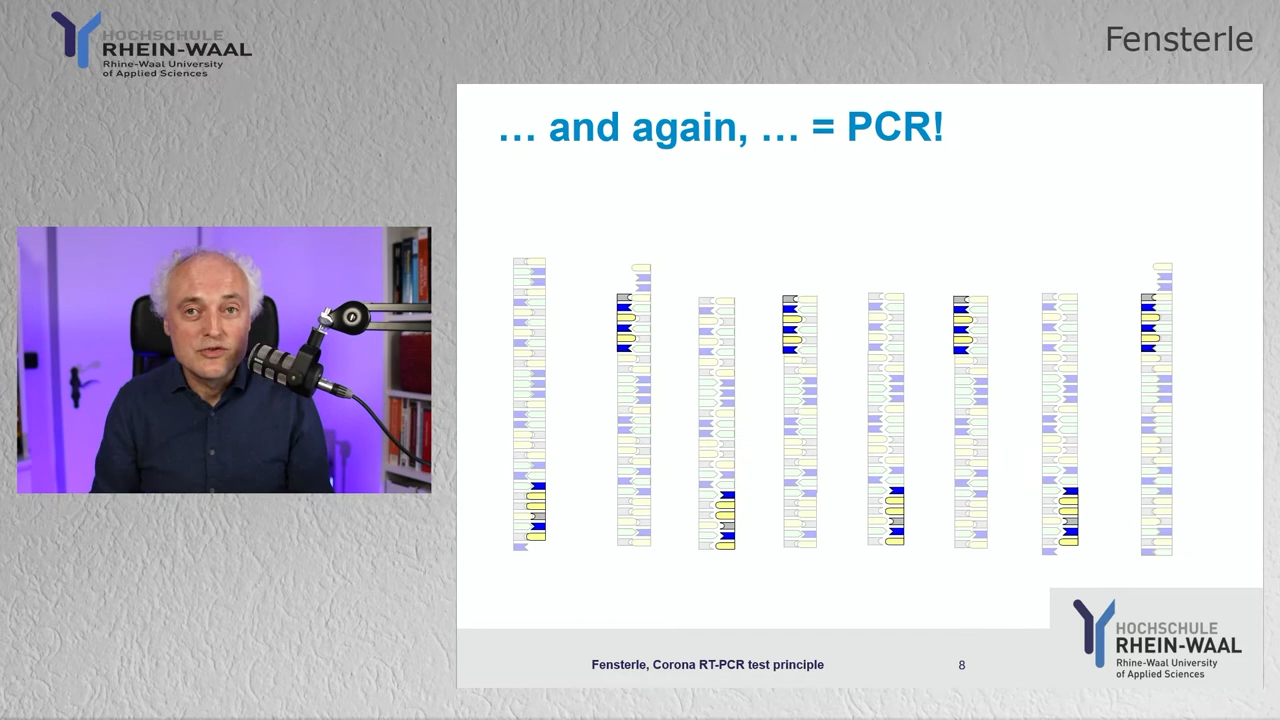 HOCHSCHULE
RHEIN-WAAL
Rhine-Waal University
of Applied Sciences
Fensterle
… and again, … = PCR!
Fensterle, Corona RT-PCR test principle
8
HOCHSCHULE
RHEIN-WAAL
Rhine-Waal University
of Applied Sciences